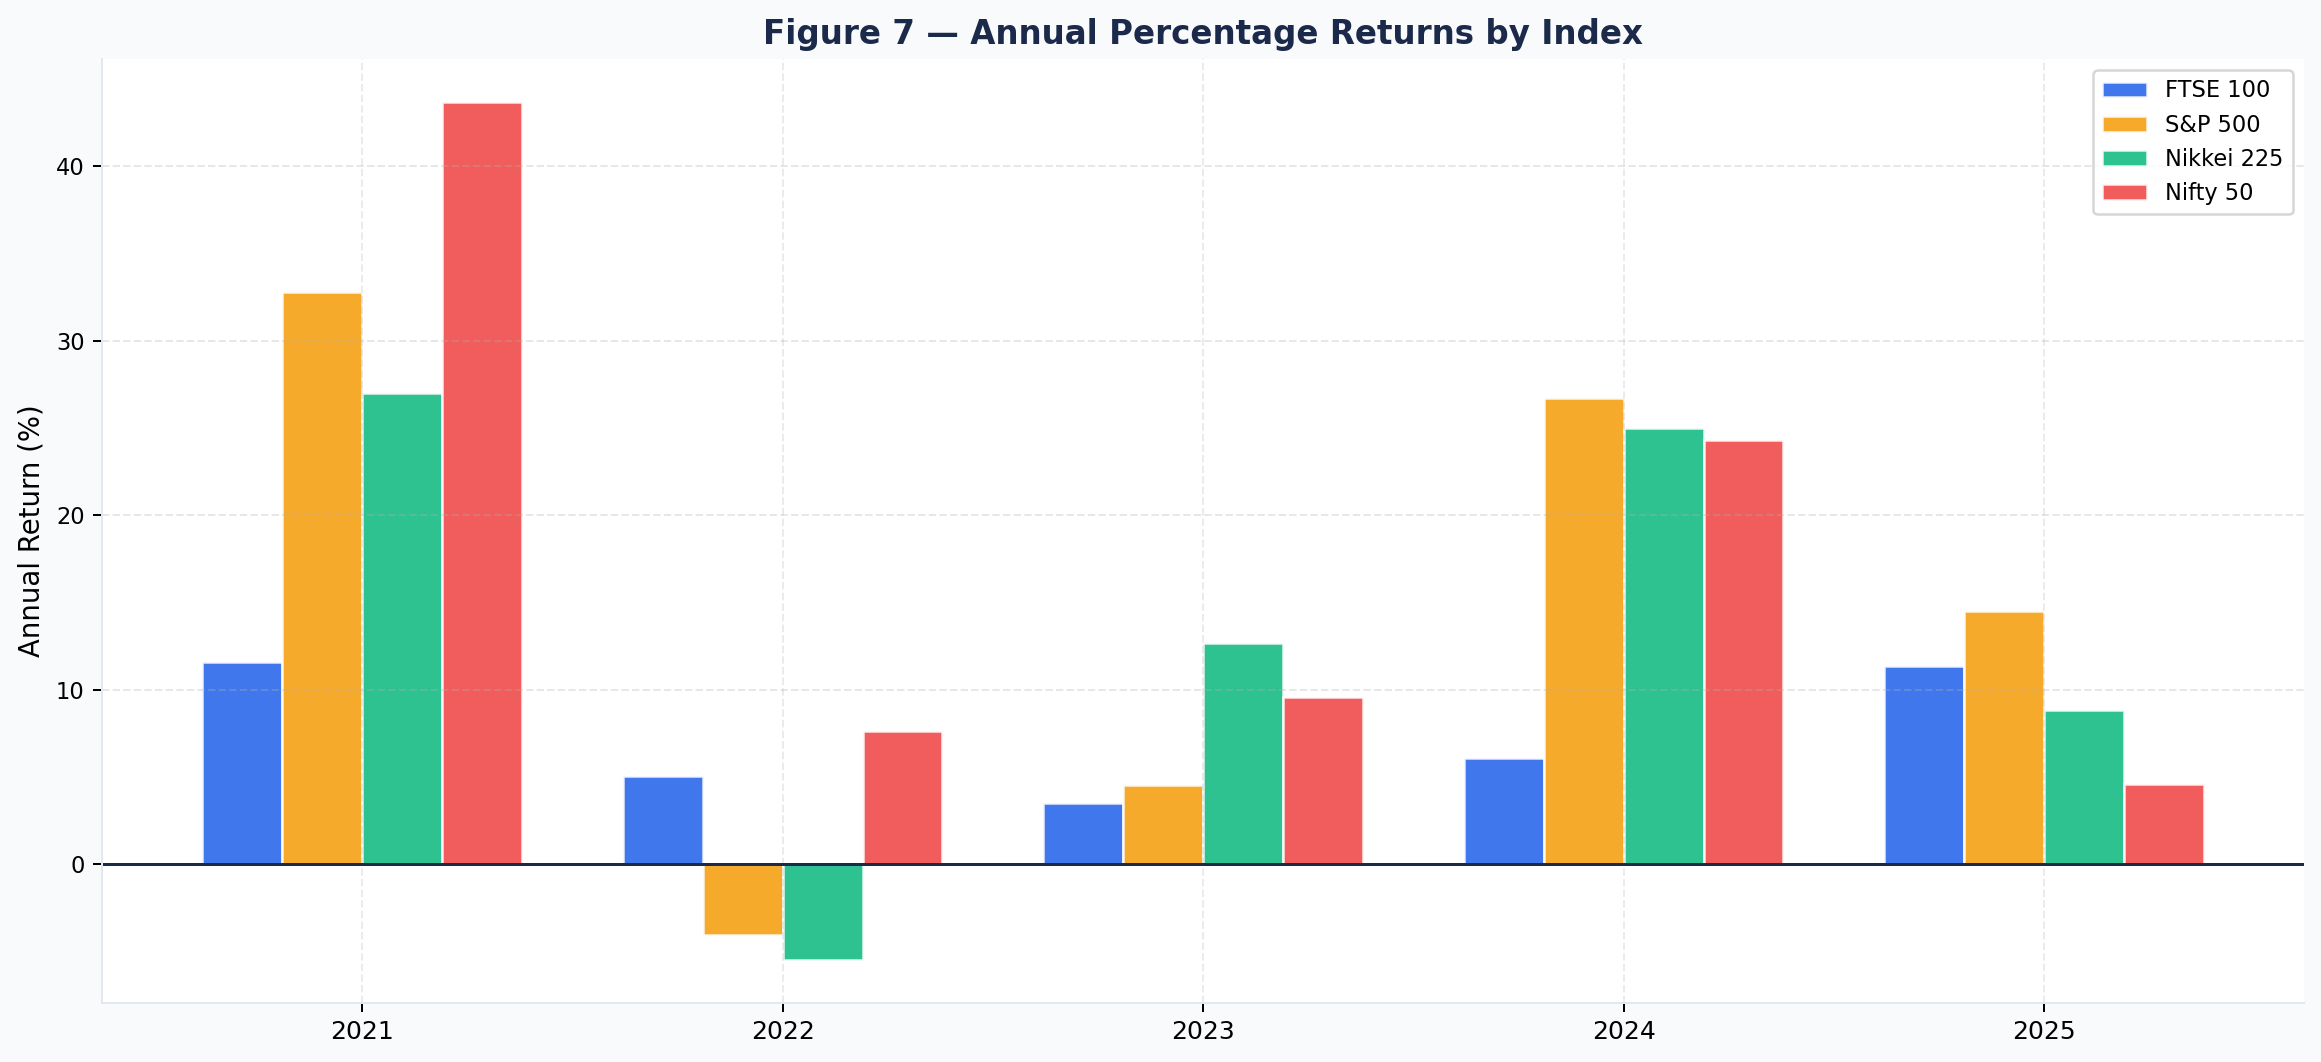 Figure 7 — Annual Percentage Returns by Index
FTSE 100
S&P 500
Nikkei 225
Nifty 50
Annual Return (%)
40
30
20
10
0
2021
2022
2023
2024
2025